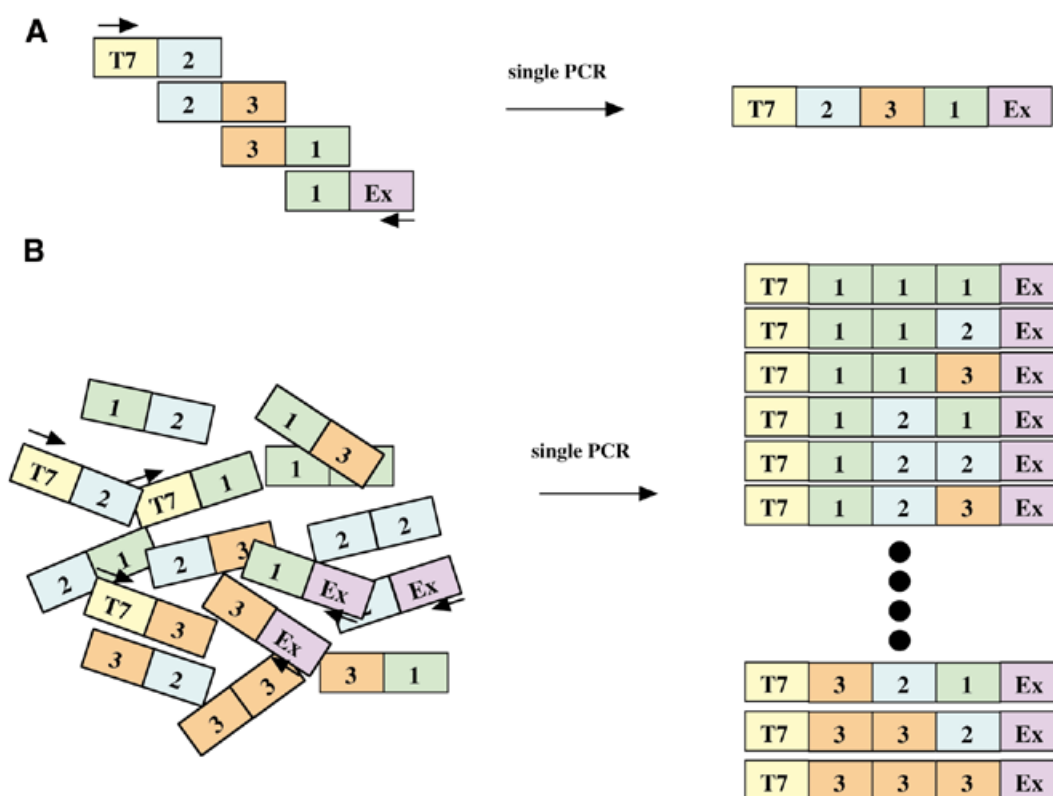 A
T7 2
2 3
3 1
1 Ex
single PCR
T7 2 3 1 Ex
B
1 2
1 3
1
T7 2
T7 1
2 2
2 1
2 3
1 Ex
Ex
T7 3
3 Ex
3 2
3 3
3 1
single PCR
T7 1 1 1 Ex
T7 1 1 2 Ex
T7 1 1 3 Ex
T7 1 2 1 Ex
T7 1 2 2 Ex
T7 1 2 3 Ex
T7 3 2 1 Ex
T7 3 3 2 Ex
T7 3 3 3 Ex